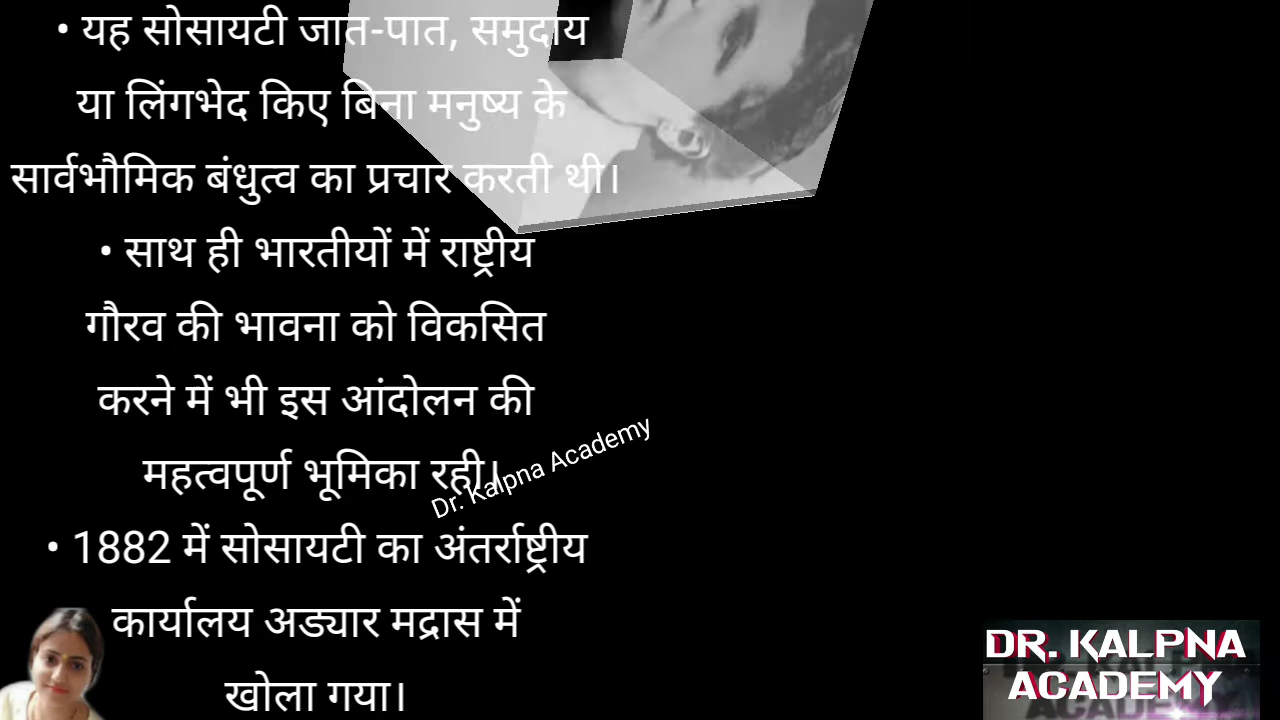 • यह सोसायटी जात-पात, समुदाय
या लिंगभेद किए बिना मनुष्य के
सार्वभौमिक बंधुत्व का प्रचार करती थी।
• साथ ही भारतीयों में राष्ट्रीय
गौरव की भावना को विकसित
करने में भी इस आंदोलन की
महत्वपूर्ण भूमिका रही।
Dr. Kalpna Academy
• 1882 में सोसायटी का अंतर्राष्ट्रीय
कार्यालय अड्यार मद्रास में
खोला गया।
DR. KALPNA
ACADEMY